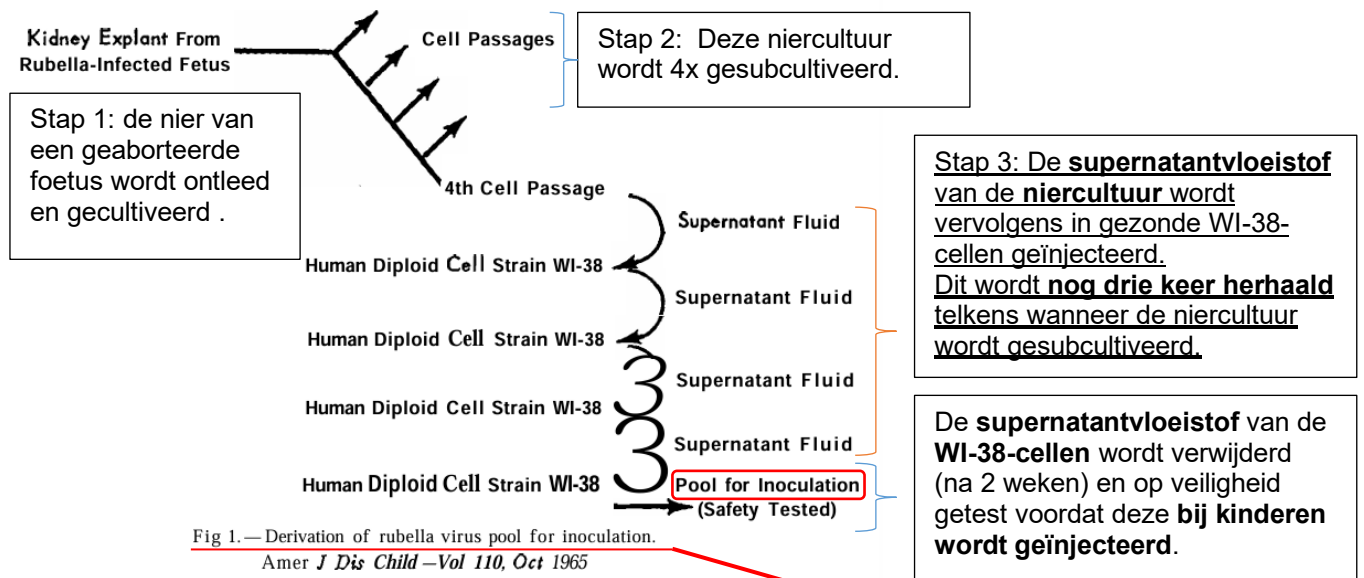 Kidney Explant From
Rubella-Infected Fetus
Cell Passages
Stap 2: Deze niercultuur
wordt 4x gesubcultiveerd.
Stap 1: de nier van
een geaborteerde
foetus wordt ontleed
en gecultiveerd .
4th Cell Passage
Supernatant Fluid
Human Diploid Cell Strain WI-38
Supernatant Fluid
Human Diploid Cell Strain WI-38
Supernatant Fluid
Human Diploid Cell Strain WI-38
Supernatant Fluid
Human Diploid Cell Strain WI-38
Pool for Inoculation
(Safety Tested)
Stap 3: De supernatantvloeistof
van de niercultuur wordt
vervolgens in gezonde WI-38-
cellen geïnjecteerd.
Dit wordt nog drie keer herhaald
telkens wanneer de niercultuur
wordt gesubcultiveerd.
De supernatantvloeistof van de
WI-38-cellen wordt verwijderd
(na 2 weken) en op veiligheid
getest voordat deze bij kinderen
wordt geïnjecteerd.
Fig 1.—Derivation of rubella virus pool for inoculation.
Amer J Dis Child—Vol 110, Oct 1965